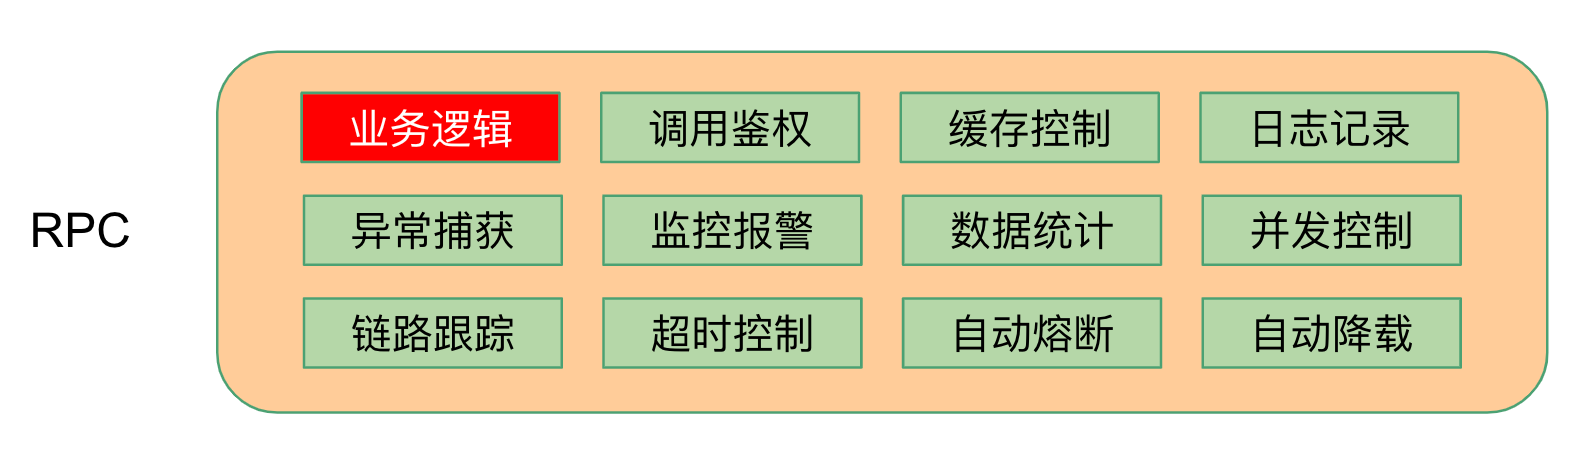 业务逻辑 调用鉴权 缓存控制 日志记录
RPC 异常捕获 监控报警 数据统计 并发控制
链路跟踪 超时控制 自动熔断 自动降载